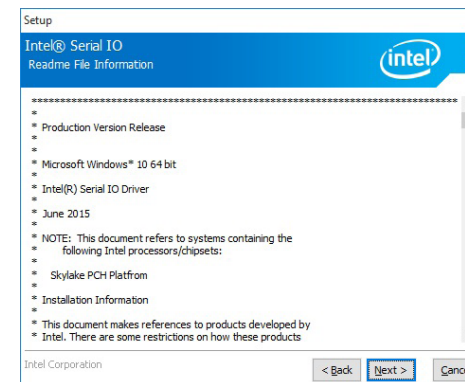 Setup
Intel® Serial IO
Readme File Information
intel
********************************************************************************
*
* Production Version Release
*
*
* Microsoft Windows* 10 64 bit
*
* Intel(R) Serial IO Driver
*
* June 2015
*
* NOTE:  This document refers to systems containing the
*        following Intel processors/chipsets:
*
*    Skylake PCH Platfrom
*
* Installation Information
*
* This document makes references to products developed by
* Intel. There are some restrictions on how these products
Intel Corporation
< Back
Next >
Canc